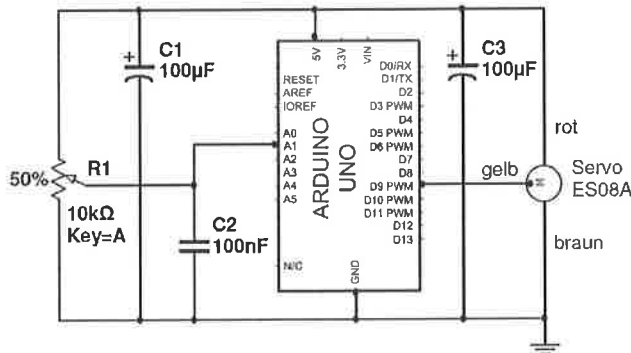 C1
100µF
+
C3
100µF
+
5V
3.3V
VIN
RESET
AREF
IOREF
A0
A1
A2
A3
A4
A5
N/C
ARDUINO
UNO
D0/RX
D1/TX
D2
D3 PWM
D4
D5 PWM
D6 PWM
D7
D8
D9 PWM
D10 PWM
D11 PWM
D12
D13
GND
50%
R1
10kΩ
Key=A
C2
100nF
rot
gelb
M
Servo
ES08A
braun